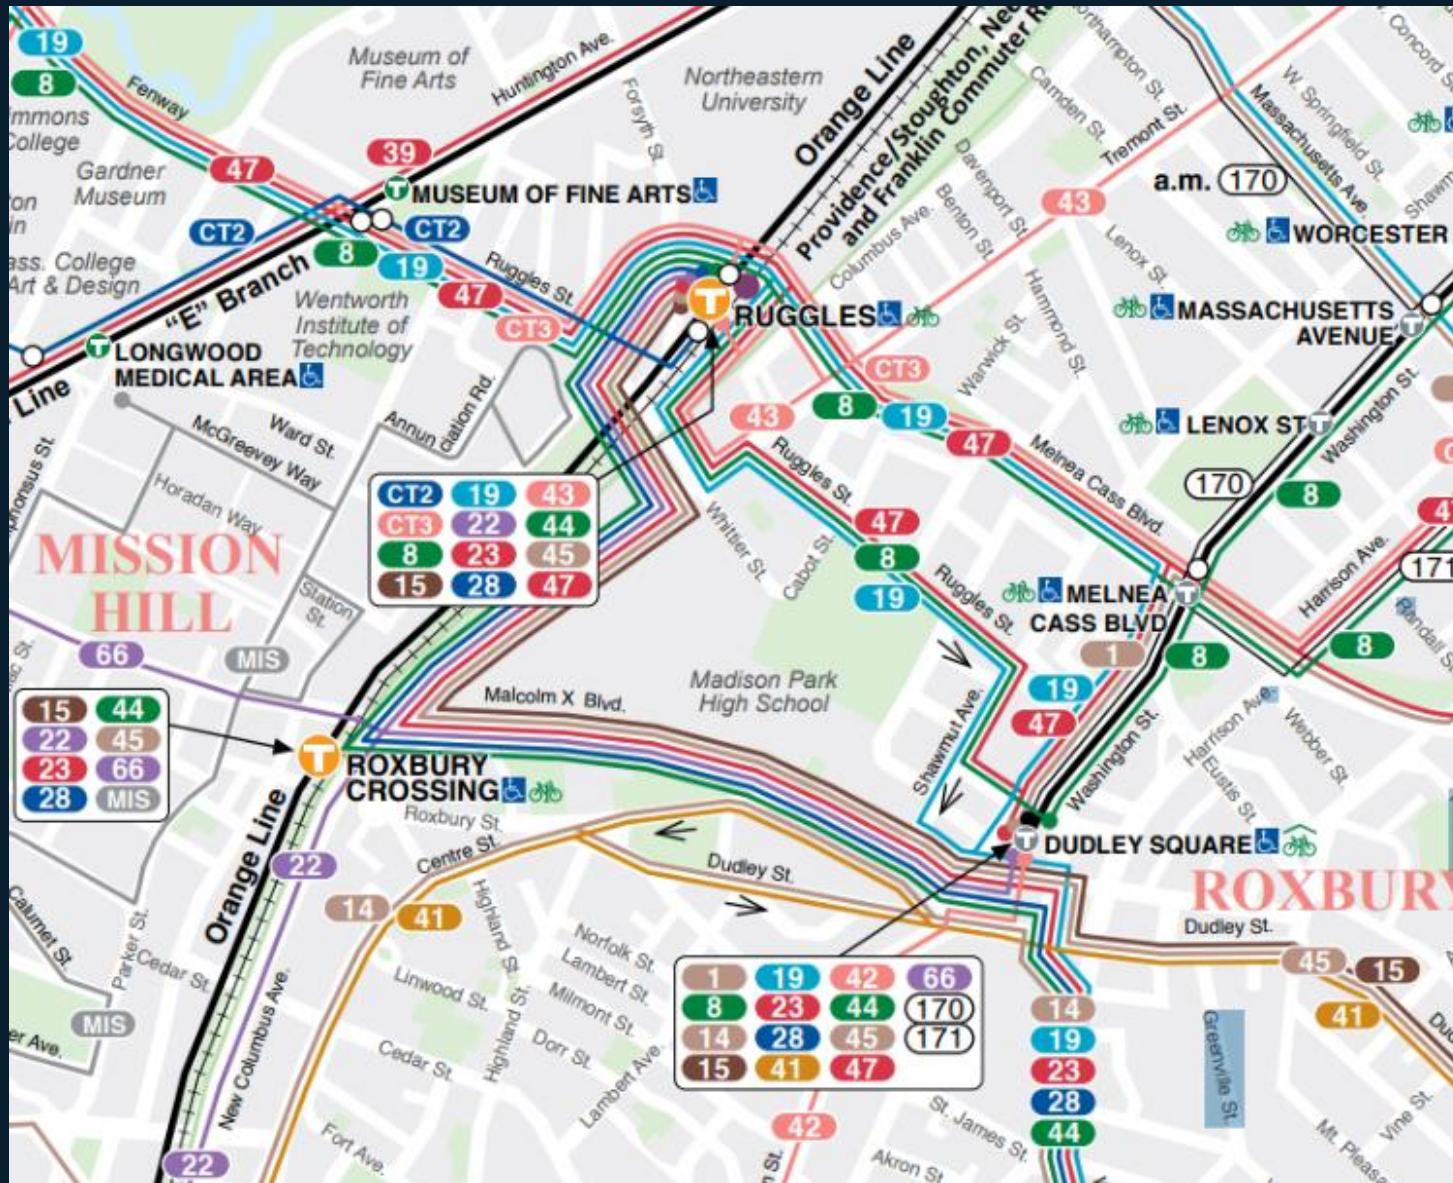 19
8
Fenway
Simmons
College
Gardner
Museum
47
Museum of
Fine Arts
Huntington Ave.
39
MUSEUM OF FINE ARTS
Forsyth St.
Northeastern
University
Orange Line
Providence/Stoughton, Nee
and Franklin Commuter Ra
Northampton St.
Camden St.
Davenport St.
Benton St.
Columbus Ave.
Tremont St.
43
Lenox St.
Hammond St.
Warwick St.
W. Concord S
W. Springfield St.
Massachusetts Ave.
Shawm
a.m. 170
WORCESTER
MASSACHUSETTS
AVENUE
LENOX ST
Washington St.
170
8
CT2
CT2
8
19
47
CT3
Ruggles St.
ass. College
Art & Design
"E" Branch
Wentworth
Institute of
Technology
LONGWOOD
MEDICAL AREA
Line
RUGGLES
43
CT3
8
19
47
Melnea Cass Blvd.
Ward St.
McGreevey Way
Horadan Way
Annunciation Rd.
CT2 19 43
CT3 22 44
8 23 45
15 28 47
Ruggles St.
Whittier St.
Cabot St.
47
8
19
Ruggles St.
MELNEA
CASS BLVD
Harrison Ave.
171
Randall S
8
8
1
19
47
MISSION
HILL
Station
St.
66
MIS
15 44
22 45
23 66
28 MIS
Malcolm X Blvd.
Madison Park
High School
Shawmut Ave.
Washington St.
Harrison Ave.
Eustis St.
Webber St.
ROXBURY
CROSSING
Roxbury St.
Orange Line
Centre St.
22
14
41
Dudley St.
DUDLEY SQUARE
ROXBURY
Dudley St.
45
15
41
Calumet St.
Parker St.
Cedar St.
MIS
er Ave.
New Columbus Ave.
22
Highland St.
Highland St.
Linwood St.
Cedar St.
Fort Ave.
Norfolk St.
Lambert St.
Milmont St.
Dorr St.
Lambert Ave.
1 19 42 66
8 23 44 170
14 28 45 171
15 41 47
14
19
23
28
44
42
St. James St.
Akron St.
Greenville St.
Mt. Pleasa
Vine St.